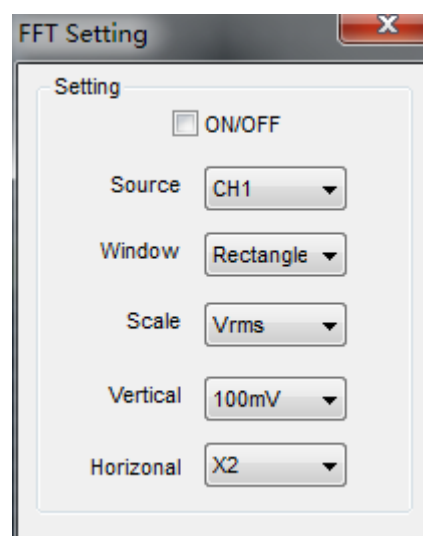 FFT Setting
Setting
ON/OFF
Source CH1
Window Rectangle
Scale Vrms
Vertical 100mV
Horizonal X2